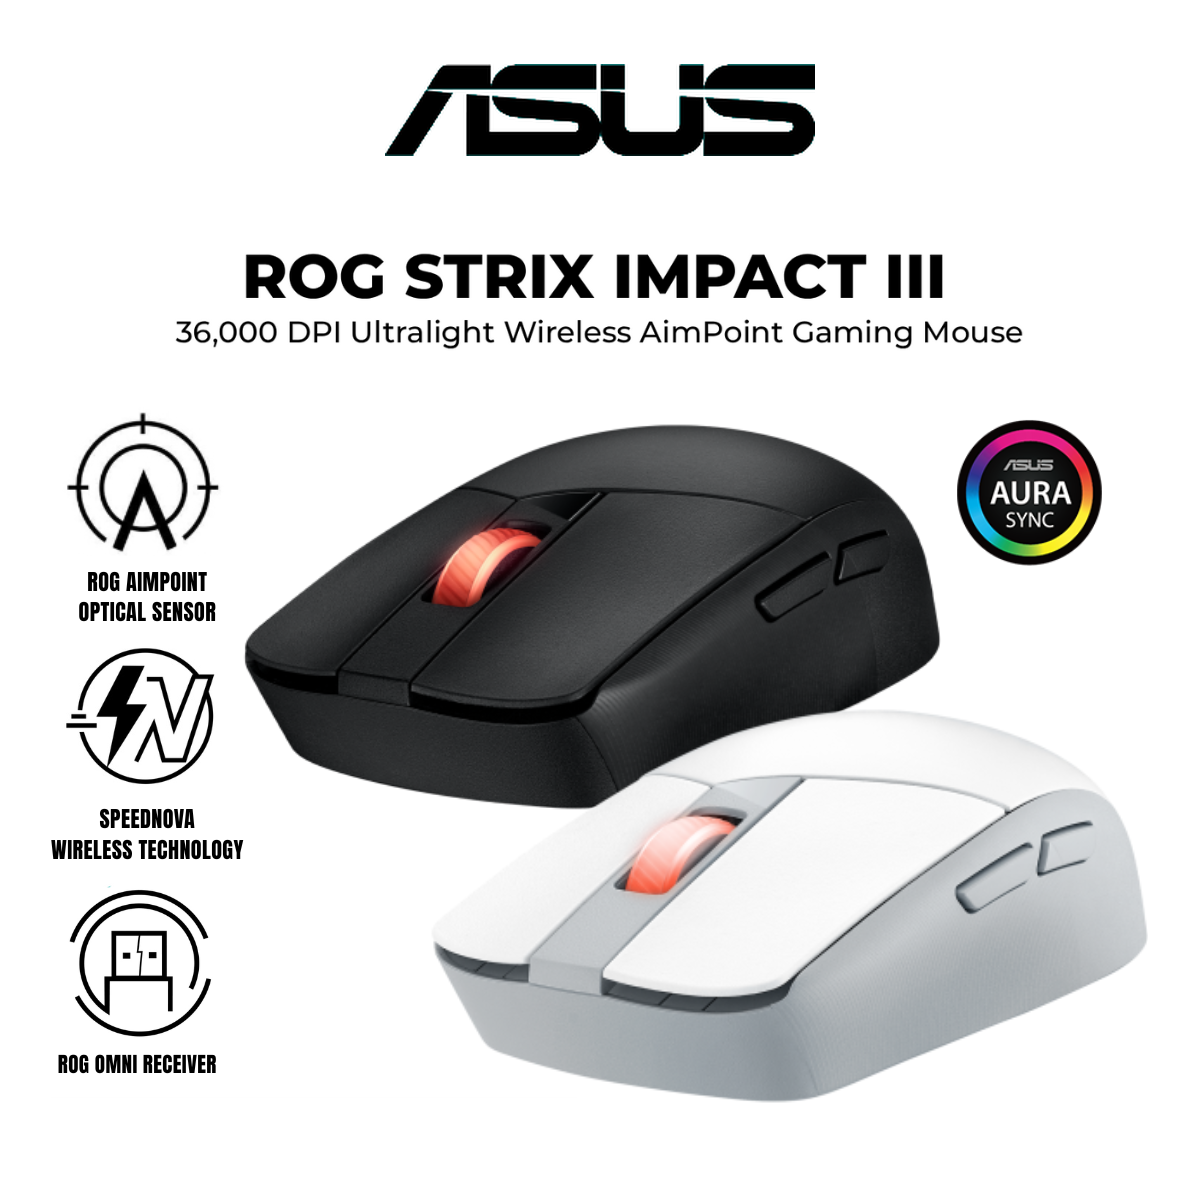 ASUS
ROG STRIX IMPACT III
36,000 DPI Ultralight Wireless AimPoint Gaming Mouse
ROG AIMPOINT
OPTICAL SENSOR
ASUS
AURA
SYNC
SPEEDNOVA
WIRELESS TECHNOLOGY
ROG OMNI RECEIVER